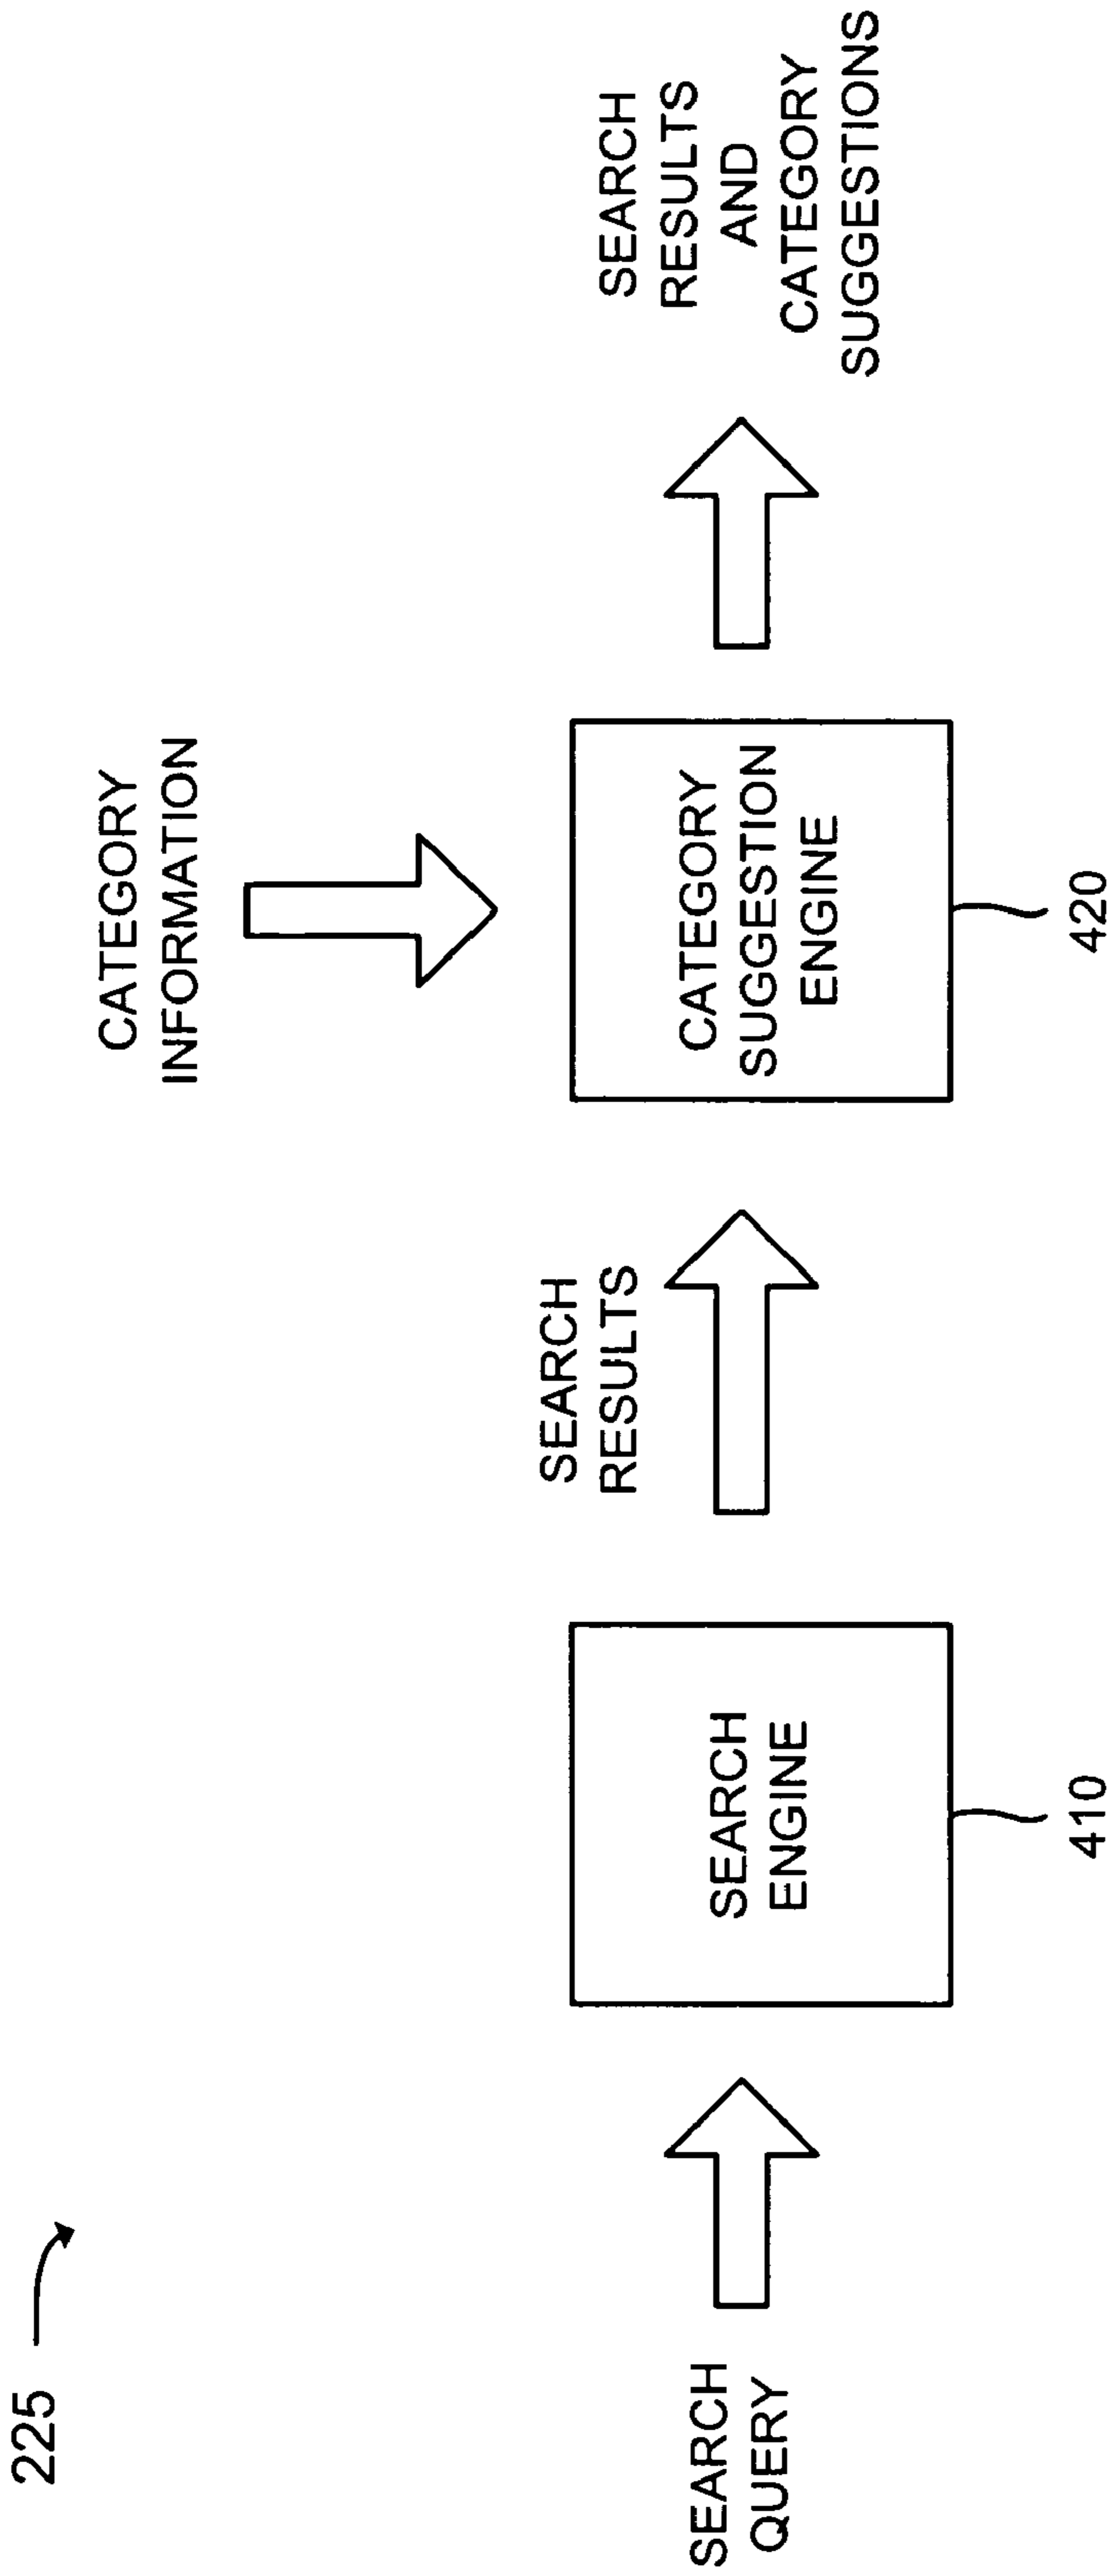 225
SEARCH
QUERY
SEARCH
ENGINE
410
SEARCH
RESULTS
CATEGORY
INFORMATION
CATEGORY
SUGGESTION
ENGINE
420
SEARCH
RESULTS
AND
CATEGORY
SUGGESTIONS